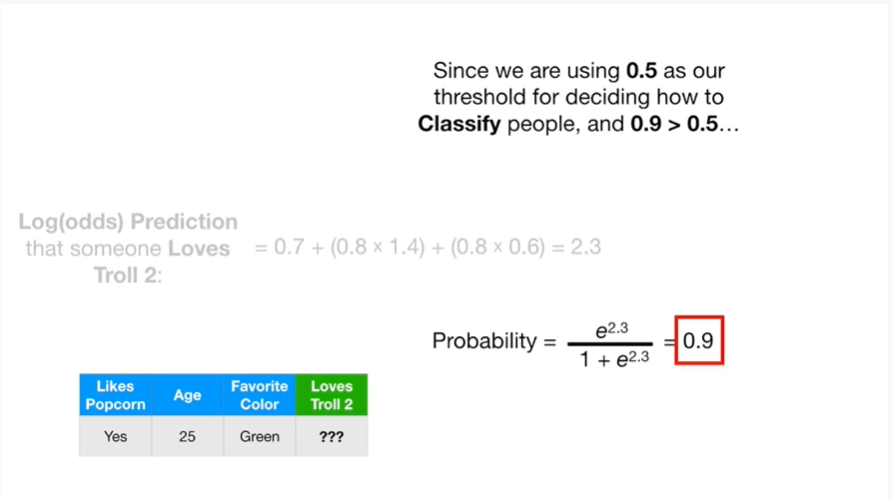 Since we are using 0.5 as our
threshold for deciding how to
Classify people, and 0.9 > 0.5…
Log(odds) Prediction
that someone Loves = 0.7 + (0.8 × 1.4) + (0.8 × 0.6) = 2.3
Troll 2:
e^2.3
Probability = = 0.9
1 + e^2.3
Likes Popcorn Age Favorite Color Loves Troll 2
Yes 25 Green ???